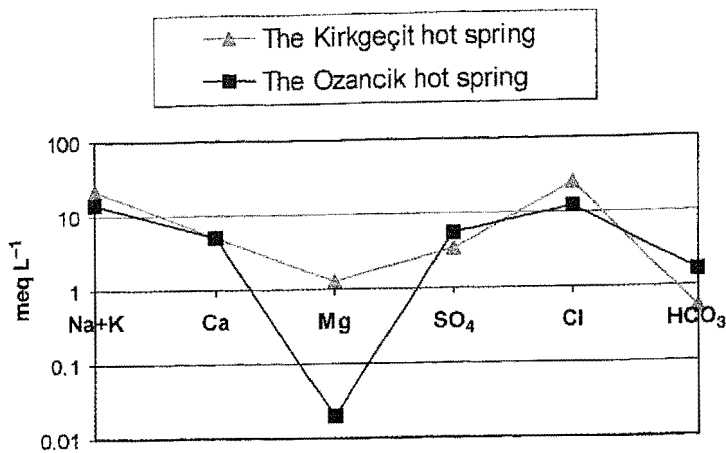 The Kirkgeçit hot spring
The Ozancik hot spring
meq L⁻¹
100
10
1
0.1
0.01
Na+K Ca Mg SO₄ Cl HCO₃